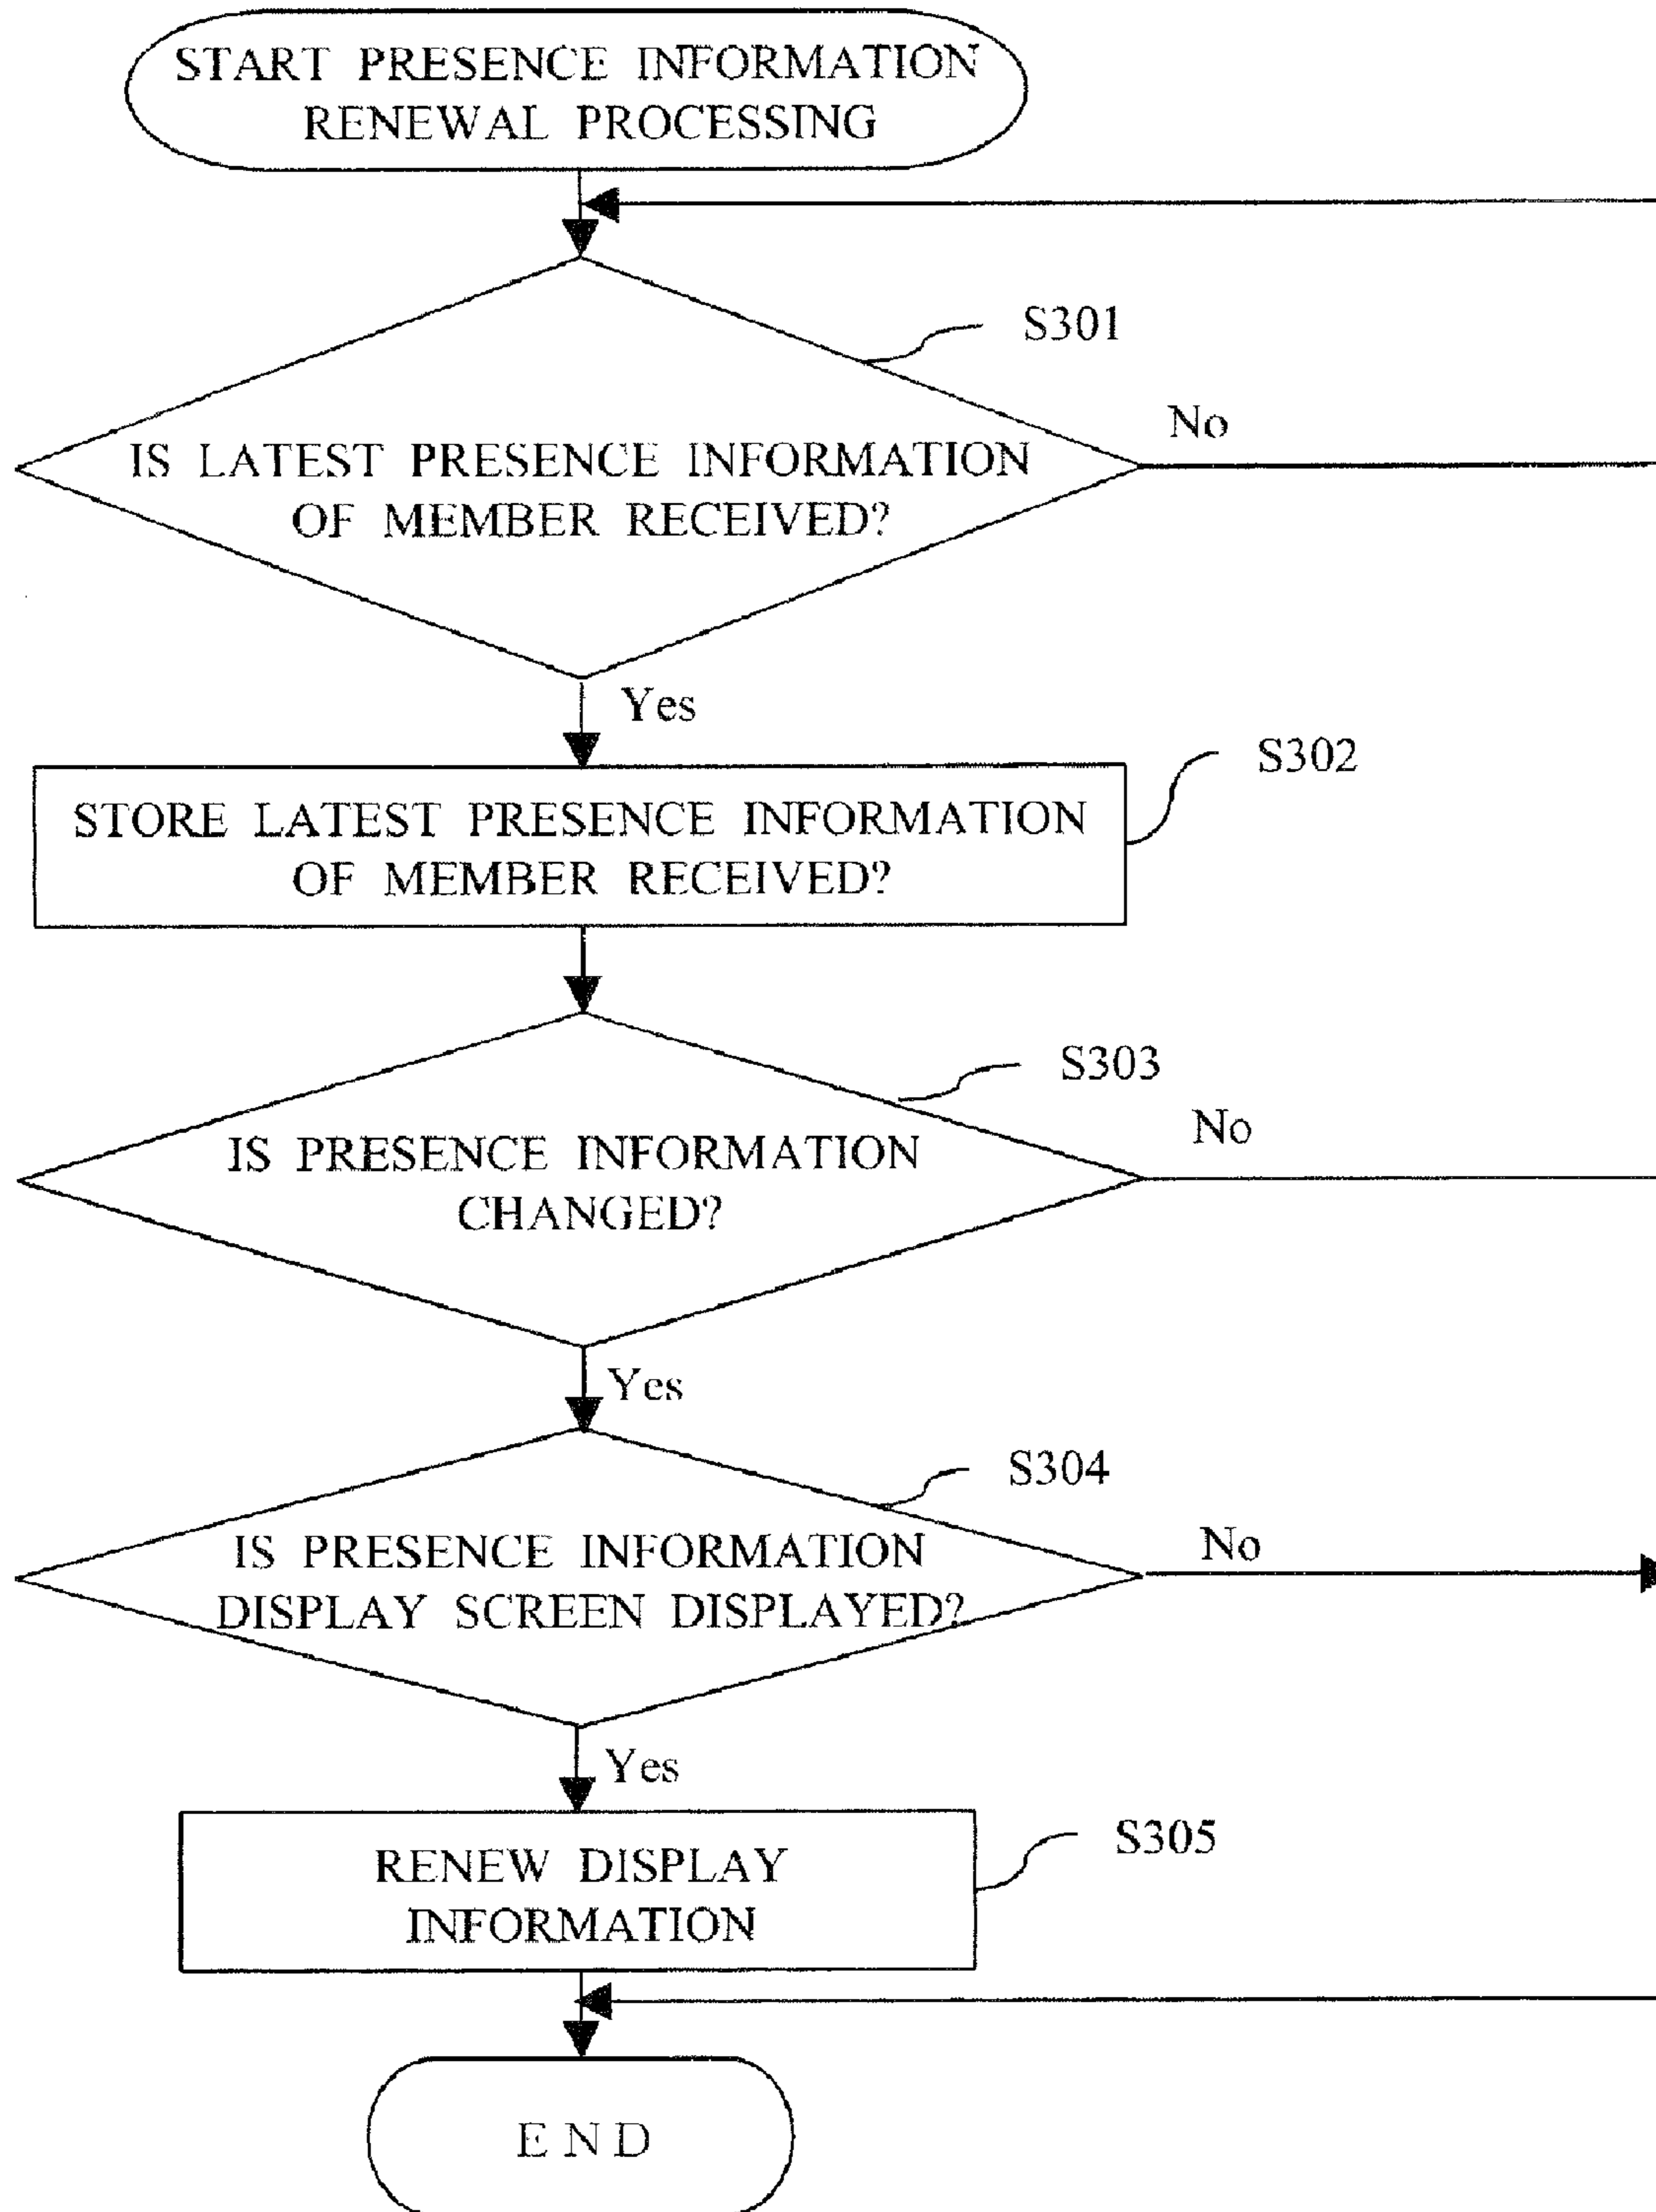 START PRESENCE INFORMATION
RENEWAL PROCESSING
S301
IS LATEST PRESENCE INFORMATION
OF MEMBER RECEIVED?
No
Yes
S302
STORE LATEST PRESENCE INFORMATION
OF MEMBER RECEIVED?
S303
IS PRESENCE INFORMATION
CHANGED?
No
Yes
S304
IS PRESENCE INFORMATION
DISPLAY SCREEN DISPLAYED?
No
Yes
S305
RENEW DISPLAY
INFORMATION
END